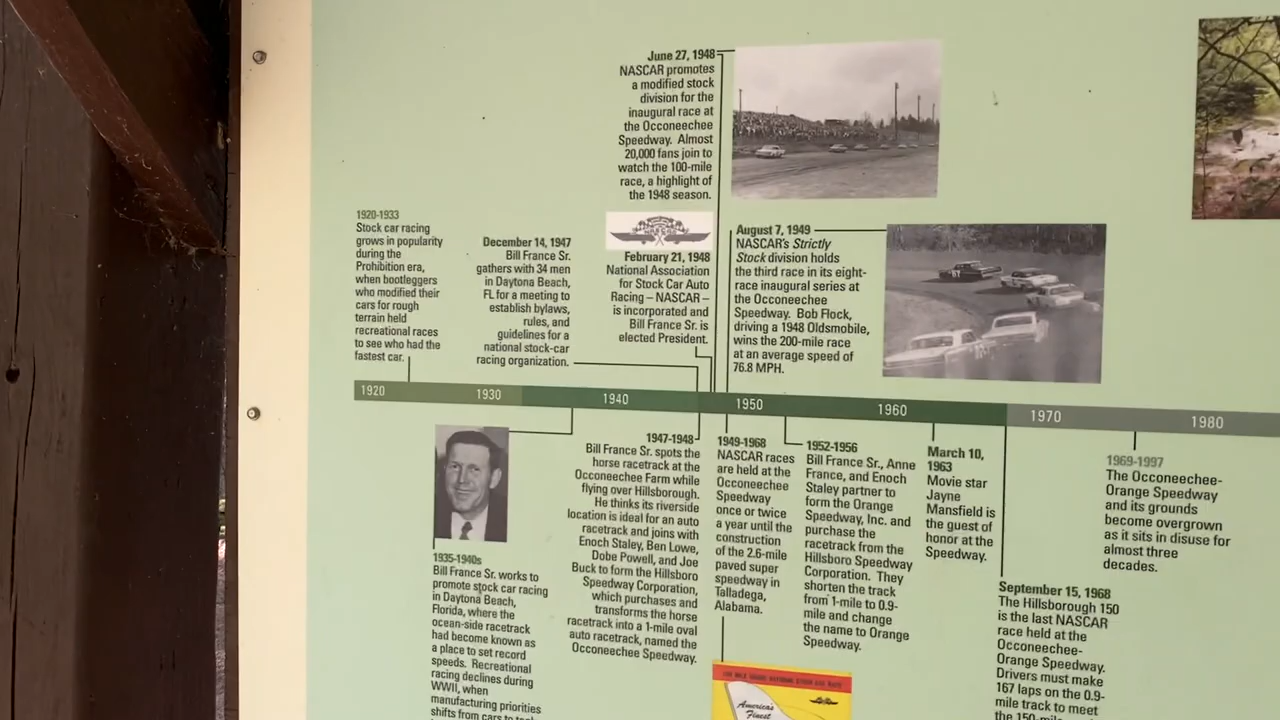 June 27, 1948
NASCAR promotes
a modified stock
division for the
inaugural race at
the Occoneechee
Speedway. Almost
20,000 fans join to
watch the 100-mile
race, a highlight of
the 1948 season.
1920-1933
Stock car racing
grows in popularity
during the
Prohibition era,
when bootleggers
who modified their
cars for rough
terrain held
recreational races
to see who had the
fastest car.
December 14, 1947
Bill France Sr.
gathers with 34 men
in Daytona Beach,
FL for a meeting to
establish bylaws,
rules, and
guidelines for a
national stock-car
racing organization.
February 21, 1948
National Association
for Stock Car Auto
Racing – NASCAR –
is incorporated and
Bill France Sr. is
elected President.
August 7, 1949
NASCAR's Strictly
Stock division holds
the third race in its eight-
race inaugural series at
the Occoneechee
Speedway. Bob Flock,
driving a 1948 Oldsmobile,
wins the 200-mile race
at an average speed of
76.8 MPH.
1920 1930 1940 1950 1960 1970 1980
1935-1940s
Bill France Sr. works to
promote stock car racing
in Daytona Beach,
Florida, where the
ocean-side racetrack
had become known as
a place to set record
speeds. Recreational
racing declines during
WWII, when
manufacturing priorities
shifts from cars to
1947-1948
Bill France Sr. spots the
horse racetrack at the
Occoneechee Farm while
flying over Hillsborough.
He thinks its riverside
location is ideal for an auto
racetrack and joins with
Enoch Staley, Ben Lowe,
Dobe Powell, and Joe
Buck to form the Hillsboro
Speedway Corporation,
which purchases and
transforms the horse
racetrack into a 1-mile oval
auto racetrack, named the
Occoneechee Speedway.
1949-1968
NASCAR races
are held at the
Occoneechee
Speedway
once or twice
a year until the
construction
of the 2.6-mile
paved super
speedway in
Talladega,
Alabama.
America's
Finest
1952-1956
Bill France Sr., Anne
France, and Enoch
Staley partner to
form the Orange
Speedway, Inc. and
purchase the
racetrack from the
Hillsboro Speedway
Corporation. They
shorten the track
from 1-mile to 0.9-
mile and change
the name to Orange
Speedway.
March 10,
1963
Movie star
Jayne
Mansfield is
the guest of
honor at the
Speedway.
September 15, 1968
The Hillsborough 150
is the last NASCAR
race held at the
Occoneechee-
Orange Speedway.
Drivers must make
167 laps on the 0.9-
mile track to meet
the 150-mile
1969-1997
The Occoneechee-
Orange Speedway
and its grounds
become overgrown
as it sits in disuse for
almost three
decades.